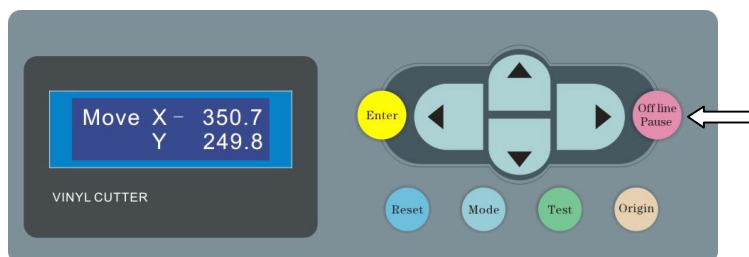 Move X - 350.7
Y 249.8
VINYL CUTTER
Enter
Off line
Pause
Reset
Mode
Test
Origin